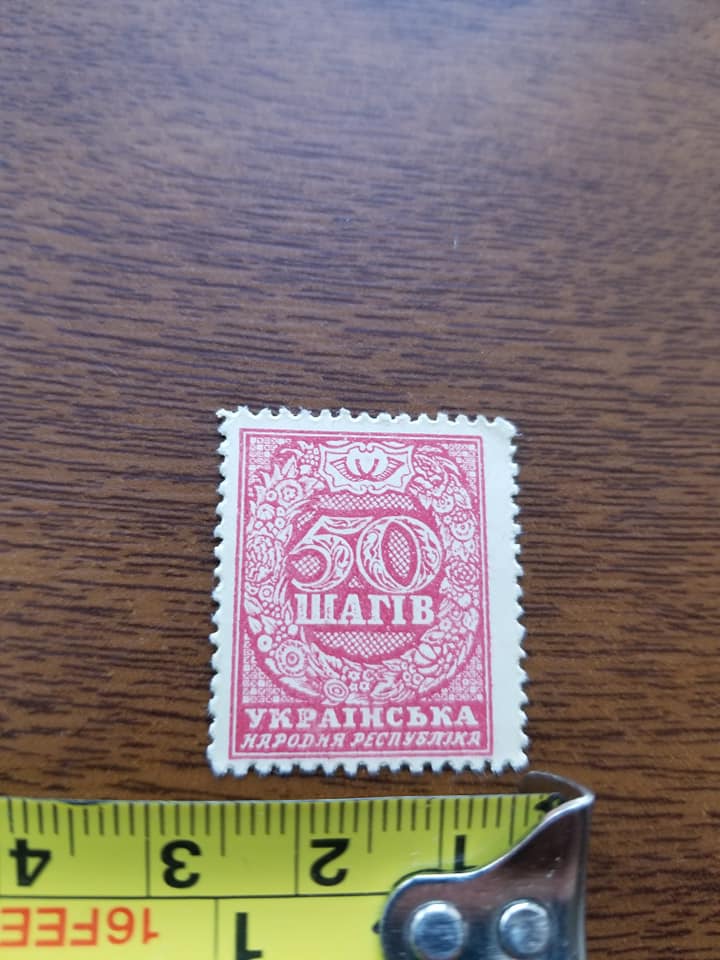 50
ШАГІВ
УКРАЇНСЬКА
НАРОДНЯ РЕСПУБЛІКА
4 3 2 1
16FEE 1